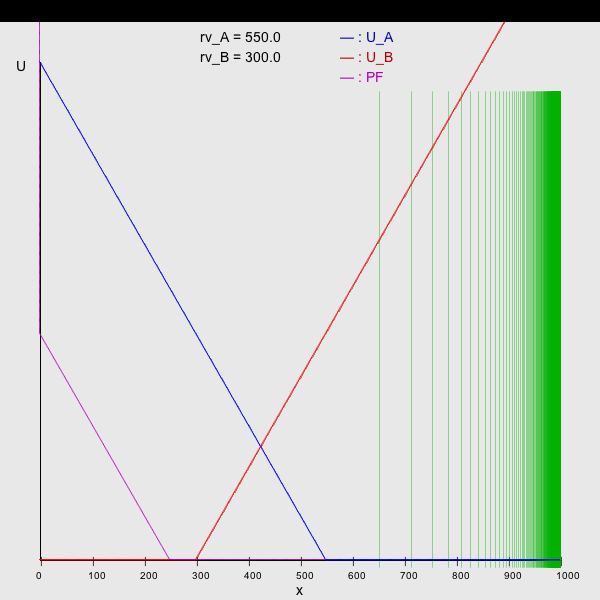 rv_A = 550.0
rv_B = 300.0
— : U_A
— : U_B
— : PF
U
0 100 200 300 400 500 600 700 800 900 1000
x